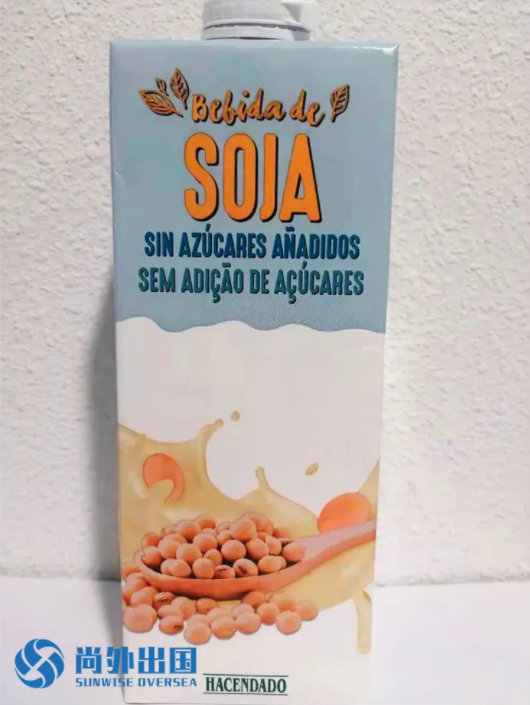 Bebida de
SOJA
SIN AZÚCARES AÑADIDOS
SEM ADIÇÃO DE AÇÚCARES
尚外出国
SUNWISE OVERSEA
HACENDADO